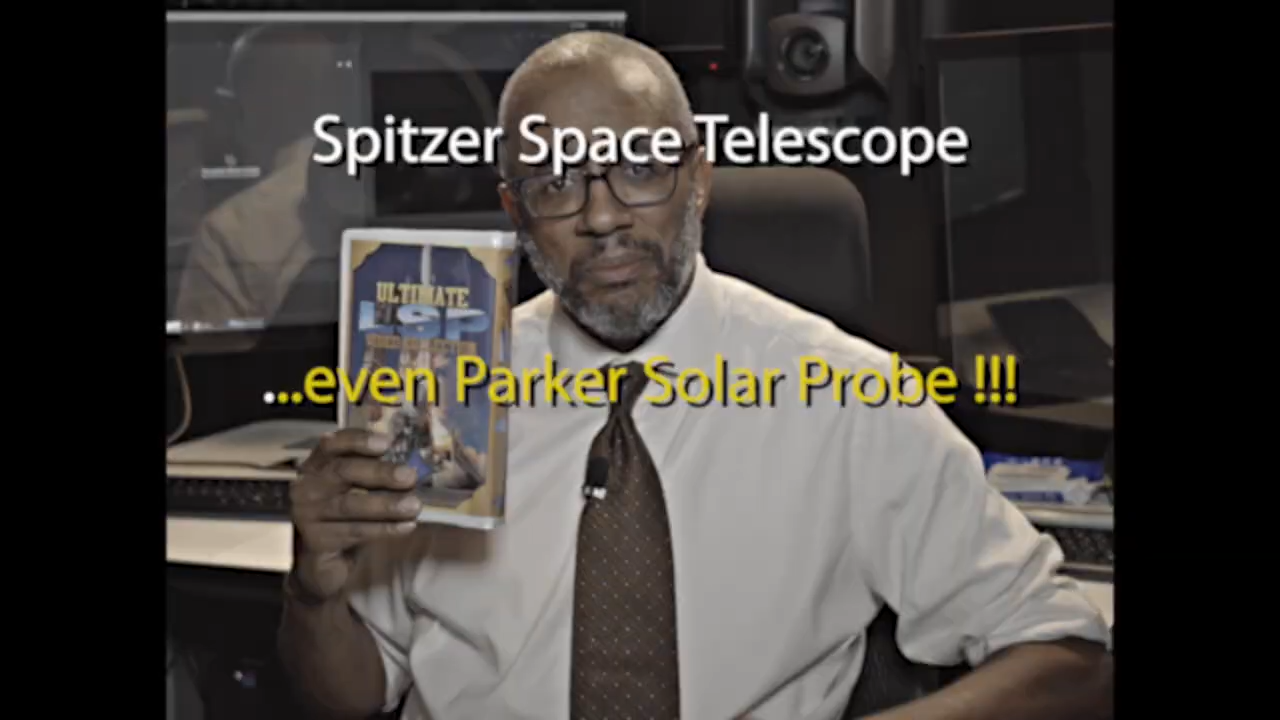 Spitzer Space Telescope
ULTIMATE
LSP
...even Parker Solar Probe !!!